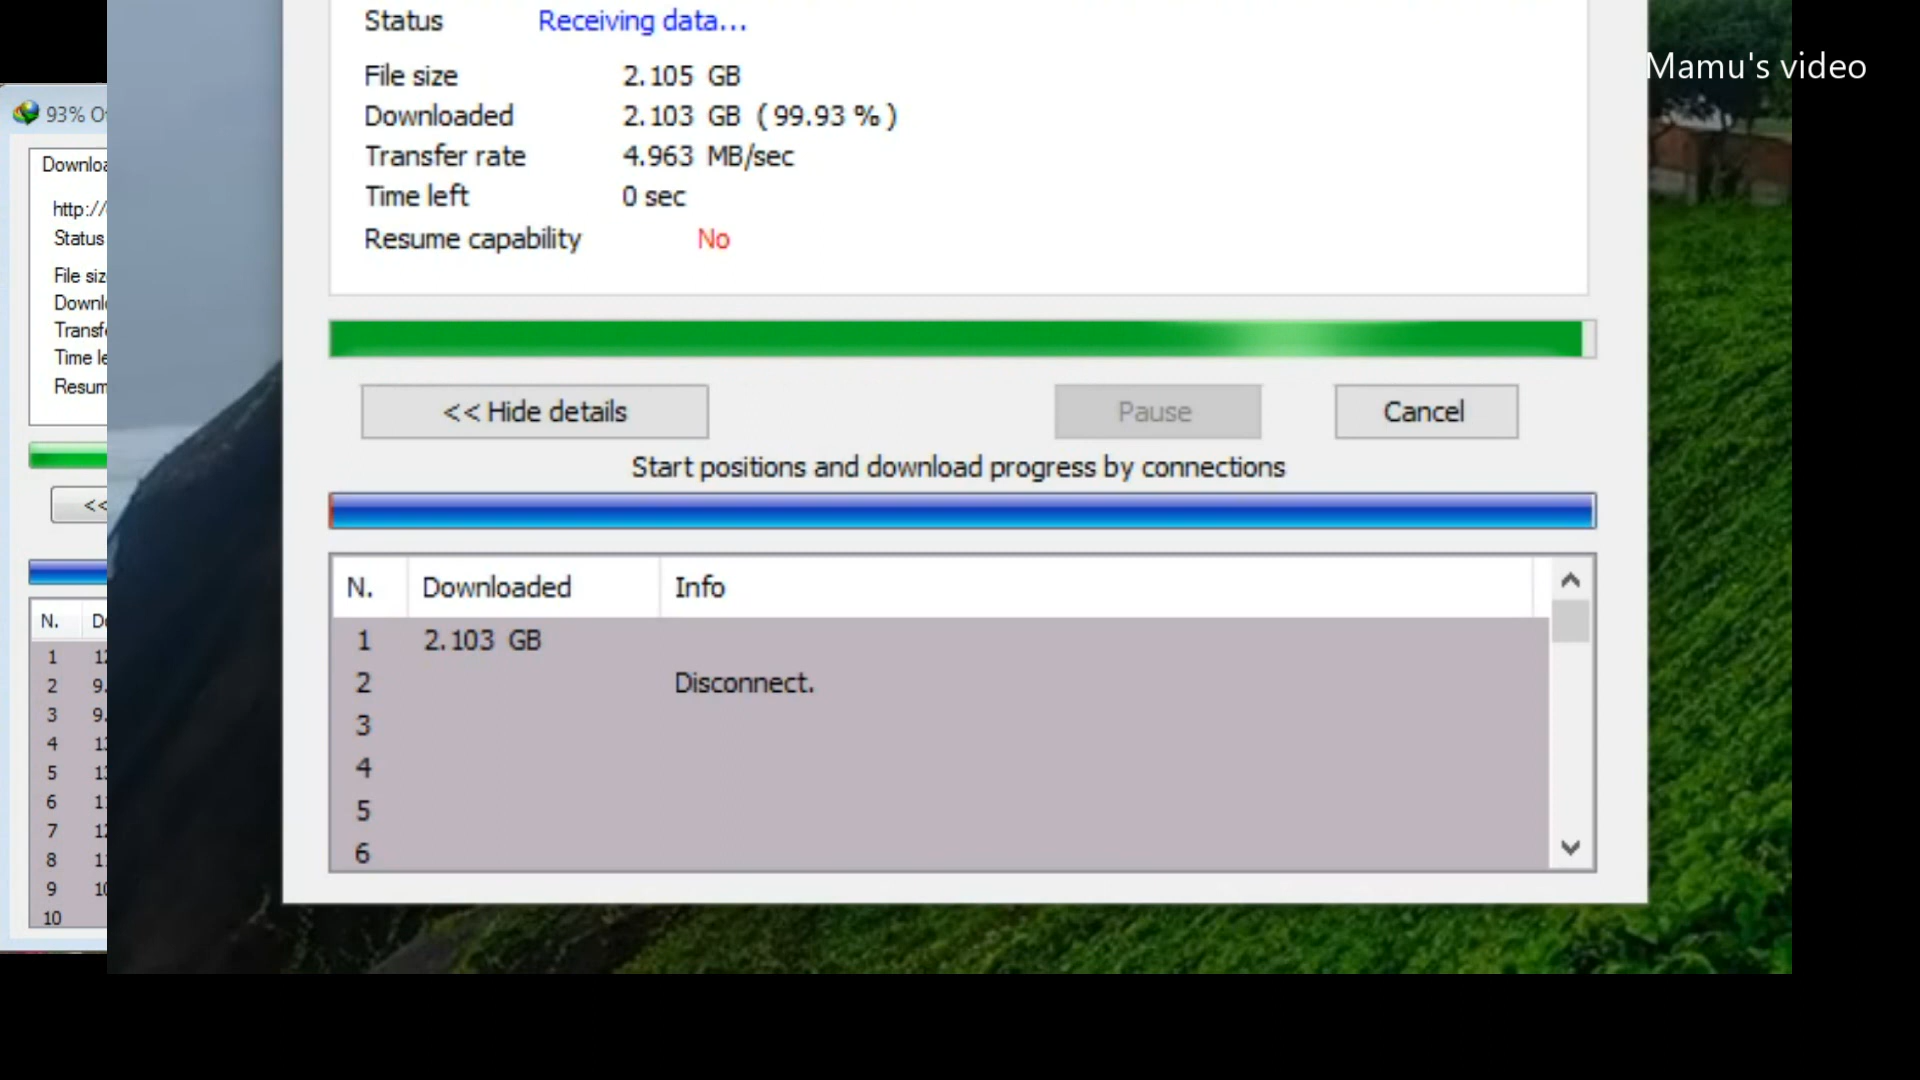 Mamu's video
Status Receiving data...
File size 2.105 GB
Downloaded 2.103 GB ( 99.93 % )
Transfer rate 4.963 MB/sec
Time left 0 sec
Resume capability No
<< Hide details Pause Cancel
Start positions and download progress by connections
N. Downloaded Info
1 2.103 GB
2 Disconnect.
3
4
5
6
93%
http://
Status
<<
N.
1
2 9.
3 9.
4
5
6
7
8
9
10